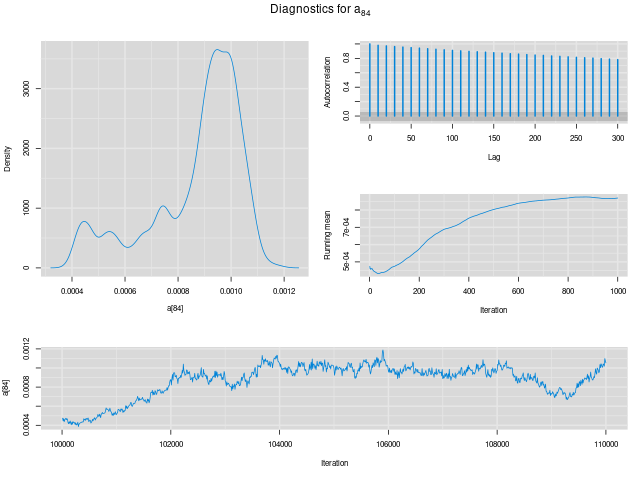 Diagnostics for a84
Density
0 1000 2000 3000
0.0004 0.0006 0.0008 0.0010 0.0012
a[84]
Autocorrelation
0.0 0.4 0.8
0 50 100 150 200 250 300
Lag
Running mean
5e-04 7e-04
0 200 400 600 800 1000
Iteration
a[84]
0.0004 0.0008 0.0012
100000 102000 104000 106000 108000 110000
Iteration